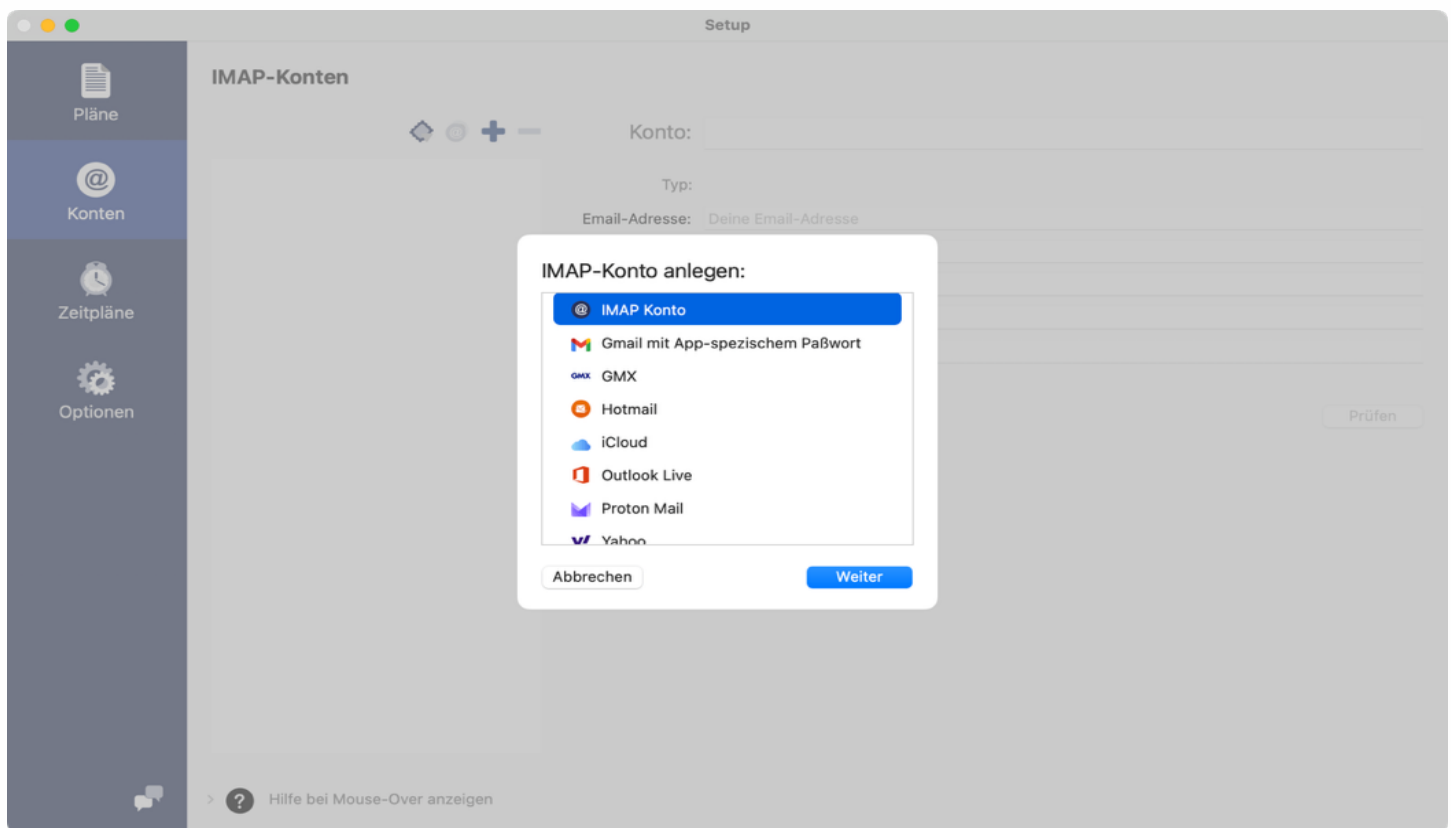 Setup
Pläne
Konten
Zeitpläne
Optionen
IMAP-Konten
Konto:
Typ:
Email-Adresse: Deine Email-Adresse
Prüfen
IMAP-Konto anlegen:
@ IMAP Konto
Gmail mit App-spezischem Paßwort
GMX GMX
Hotmail
iCloud
Outlook Live
Proton Mail
Yahoo
Abbrechen Weiter
> ? Hilfe bei Mouse-Over anzeigen